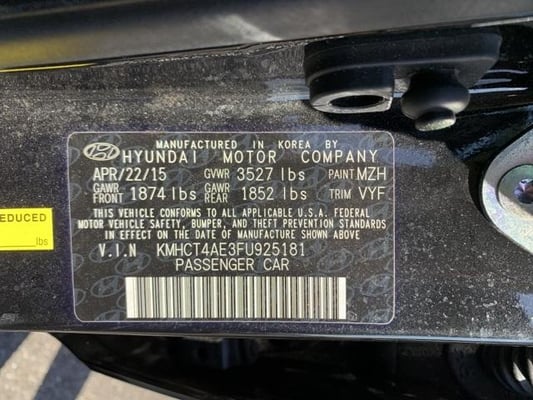 MANUFACTURED IN KOREA BY
HYUNDAI MOTOR COMPANY
APR/22/15 GVWR 3527 lbs PAINT MZH
GAWR FRONT 1874 lbs GAWR REAR 1852 lbs TRIM VYF
THIS VEHICLE CONFORMS TO ALL APPLICABLE U.S.A. FEDERAL
MOTOR VEHICLE SAFETY, BUMPER, AND THEFT PREVENTION STANDARDS
IN EFFECT ON THE DATE OF MANUFACTURE SHOWN ABOVE.
V.I.N KMHCT4AE3FU925181
PASSENGER CAR
EDUCED
lbs